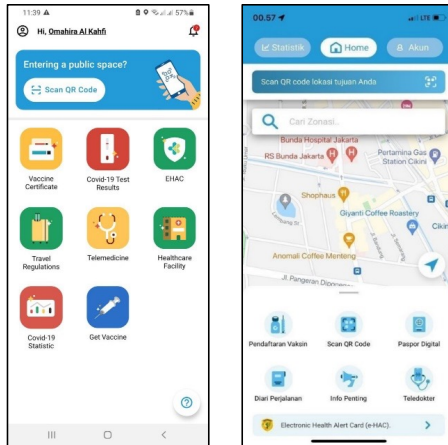 11:39
57%
Hi, Omahira Al Kahfi
Entering a public space?
Scan QR Code
Vaccine
Certificate
Covid-19 Test
Results
EHAC
Travel
Regulations
Telemedicine
Healthcare
Facility
Covid-19
Statistic
Get Vaccine
00.57
LTE
Statistik
Home
Akun
Scan QR code lokasi tujuan Anda
Cari Zonasi..
Bunda Hospital Jakarta
RS Bunda Jakarta
Pertamina Gas
Station Cikini
Shophaus
Giyanti Coffee Roastery
Cikin
Anomali Coffee Menteng
Jl. Pangeran
Pendaftaran Vaksin
Scan QR Code
Paspor Digital
Diari Perjalanan
Info Penting
Teledokter
Electronic Health Alert Card (e-HAC).